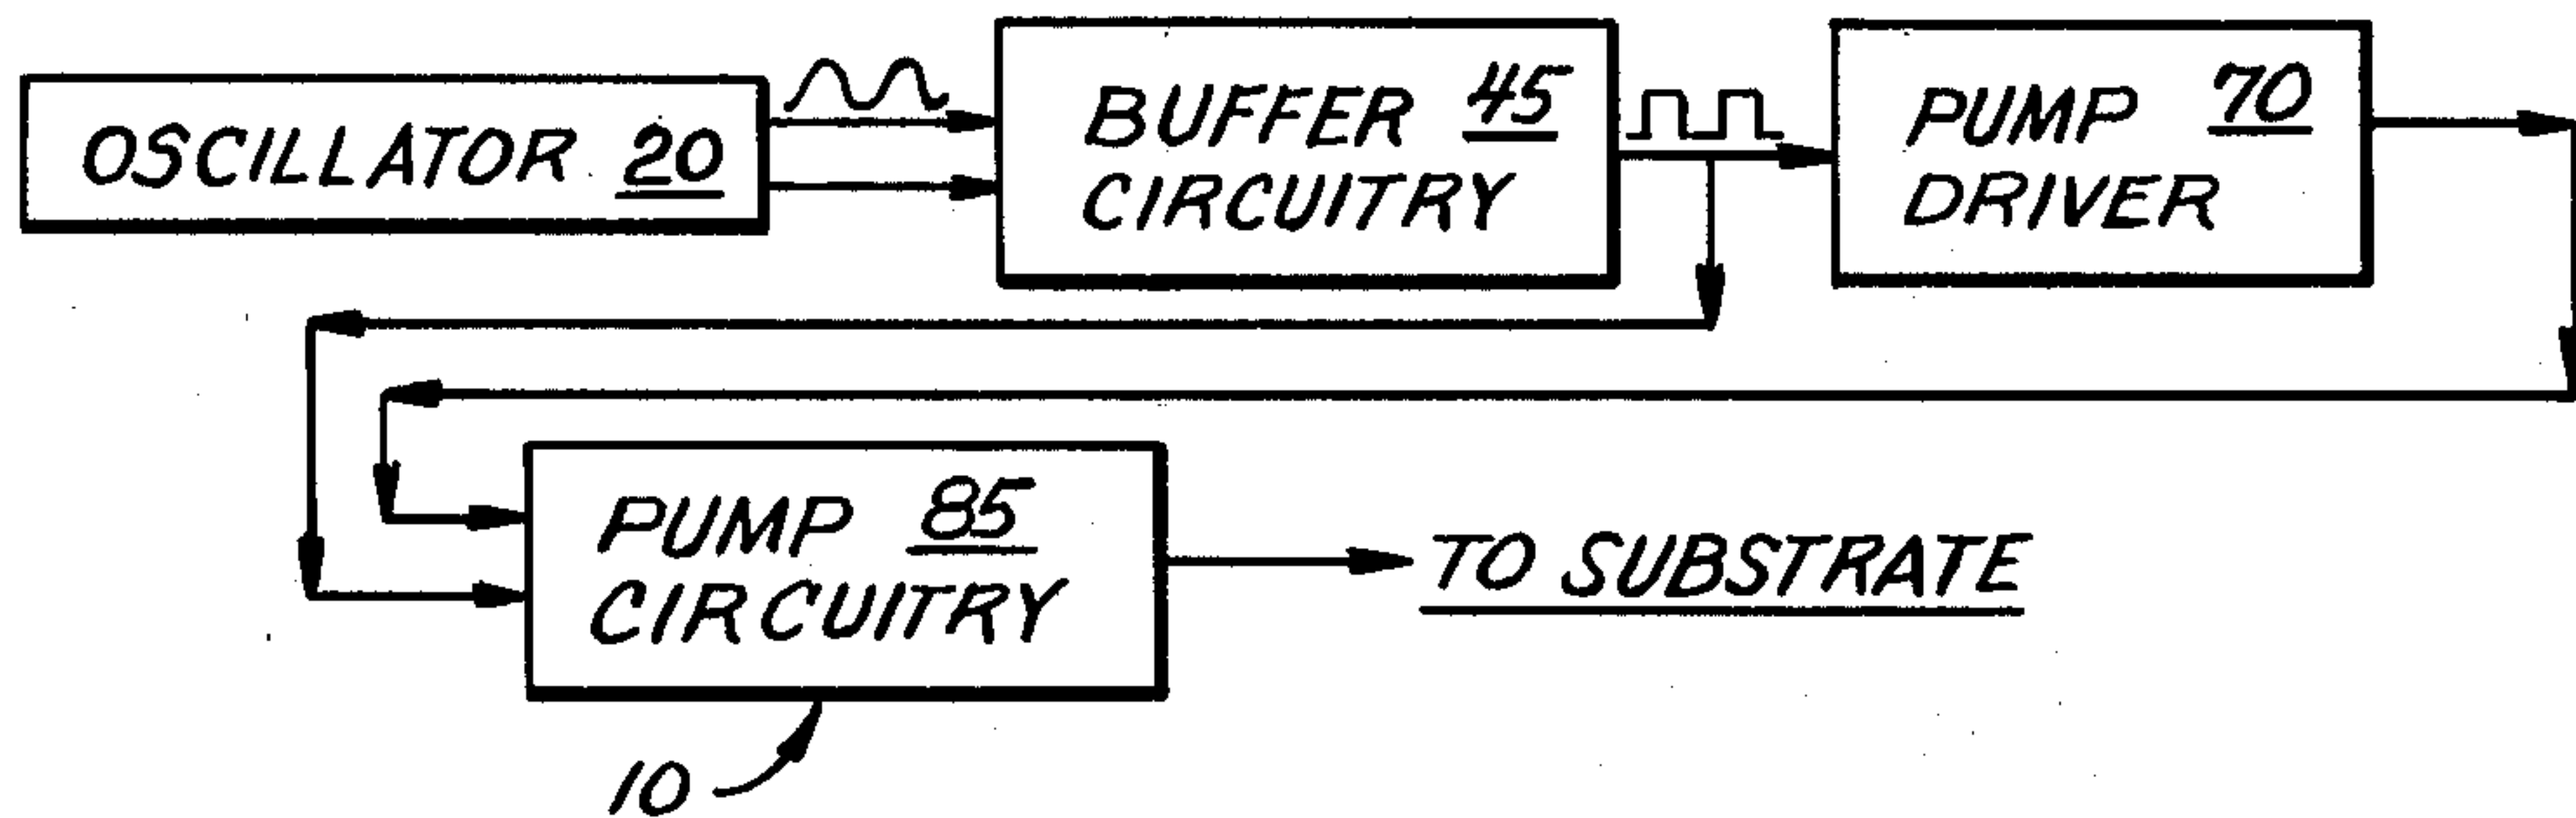 OSCILLATOR 20
BUFFER 45
CIRCUITRY
PUMP 70
DRIVER
PUMP 85
CIRCUITRY
TO SUBSTRATE
10